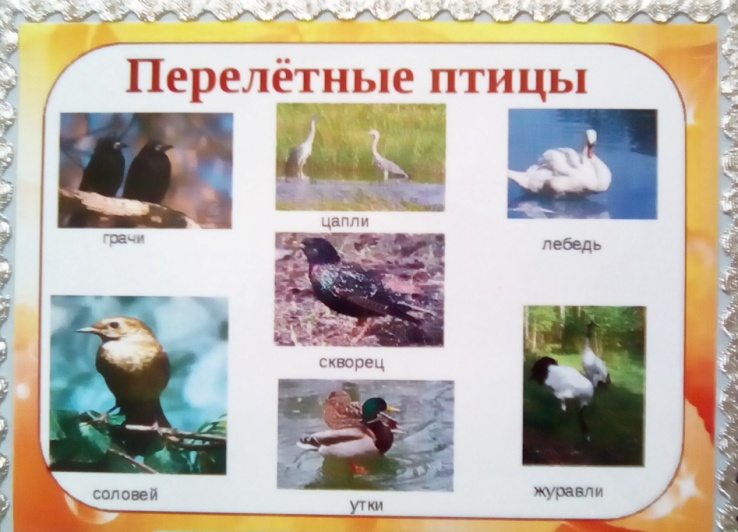 Перелётные птицы
грачи
цапли
лебедь
скворец
соловей
утки
журавли